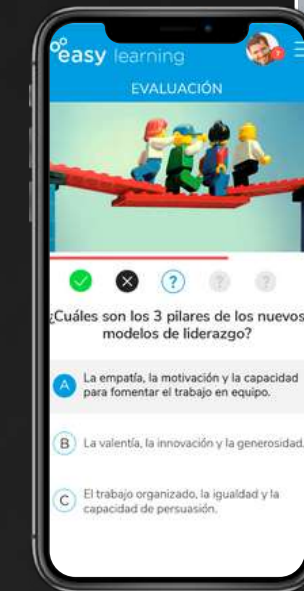 easy learning
EVALUACIÓN
¿Cuáles son los 3 pilares de los nuevos
modelos de liderazgo?
A La empatía, la motivación y la capacidad
para fomentar el trabajo en equipo.
B La valentía, la innovación y la generosidad.
C El trabajo organizado, la igualdad y la
capacidad de persuasión.